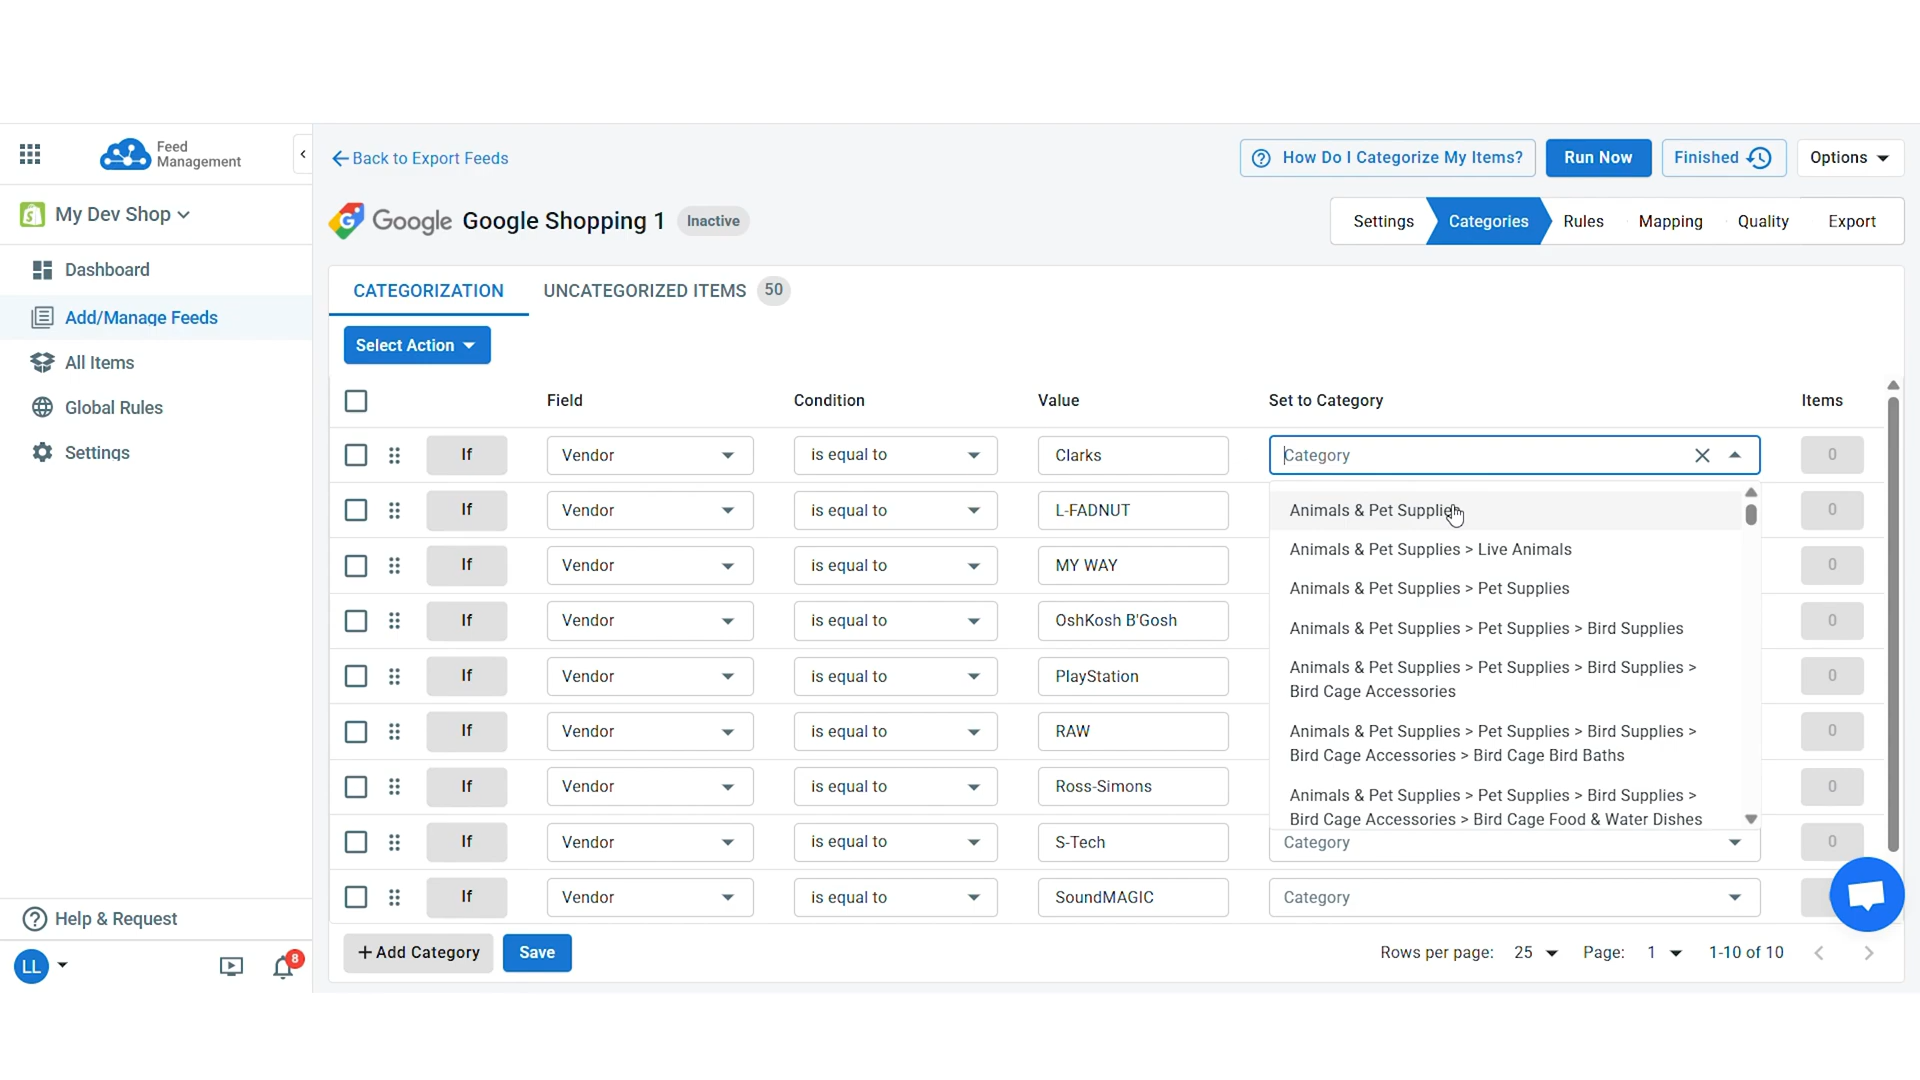 Feed
Management
Back to Export Feeds
How Do I Categorize My Items?
Run Now
Finished
Options
My Dev Shop
Google Google Shopping 1 Inactive
Settings Categories Rules Mapping Quality Export
Dashboard
Add/Manage Feeds
All Items
Global Rules
Settings
CATEGORIZATION UNCATEGORIZED ITEMS 50
Select Action
Field Condition Value Set to Category Items
If Vendor is equal to Clarks Category 0
If Vendor is equal to L-FADNUT 0
If Vendor is equal to MY WAY 0
If Vendor is equal to OshKosh B'Gosh 0
If Vendor is equal to PlayStation 0
If Vendor is equal to RAW 0
If Vendor is equal to Ross-Simons 0
If Vendor is equal to S-Tech Category 0
If Vendor is equal to SoundMAGIC Category
Animals & Pet Supplies
Animals & Pet Supplies > Live Animals
Animals & Pet Supplies > Pet Supplies
Animals & Pet Supplies > Pet Supplies > Bird Supplies
Animals & Pet Supplies > Pet Supplies > Bird Supplies >
Bird Cage Accessories
Animals & Pet Supplies > Pet Supplies > Bird Supplies >
Bird Cage Accessories > Bird Cage Bird Baths
Animals & Pet Supplies > Pet Supplies > Bird Supplies >
Bird Cage Accessories > Bird Cage Food & Water Dishes
+ Add Category Save
Rows per page: 25 Page: 1 1-10 of 10
Help & Request
LL 8